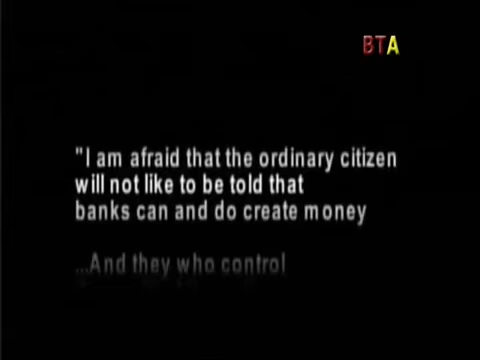 BTA
"I am afraid that the ordinary citizen
will not like to be told that
banks can and do create money
...And they who control